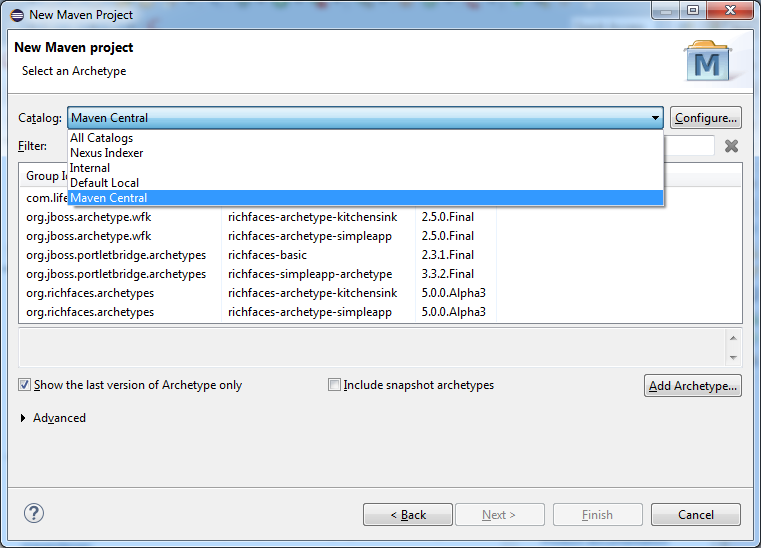 New Maven Project
New Maven project
Select an Archetype
M
Catalog: Maven Central Configure...
All Catalogs
Nexus Indexer
Internal
Default Local
Maven Central
Filter:
Group I
com.life
org.jboss.archetype.wfk richfaces-archetype-kitchensink 2.5.0.Final
org.jboss.archetype.wfk richfaces-archetype-simpleapp 2.5.0.Final
org.jboss.portletbridge.archetypes richfaces-basic 2.3.1.Final
org.jboss.portletbridge.archetypes richfaces-simpleapp-archetype 3.3.2.Final
org.richfaces.archetypes richfaces-archetype-kitchensink 5.0.0.Alpha3
org.richfaces.archetypes richfaces-archetype-simpleapp 5.0.0.Alpha3
Show the last version of Archetype only Include snapshot archetypes Add Archetype...
Advanced
? < Back Next > Finish Cancel